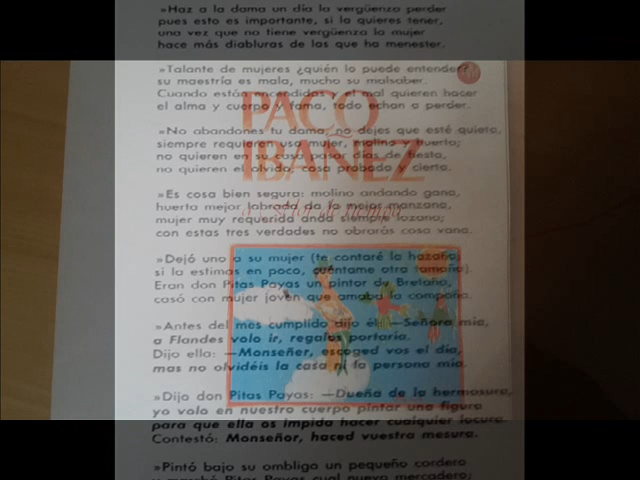 »Haz a la dama un día la vergüenza perder
pues esto es importante, si la quieres tener,
una vez que no tiene vergüenza la mujer
hace más diabluras de las que ha menester.
»Talante de mujeres ¿quién lo puede entender?
su maestría es mala, mucho su malsaber.
Cuando están encendidas y el mal quieren hacer
el alma y cuerpo y fama, todo echan a perder.
PACO
IBAÑEZ
»No abandones tu dama, no dejes que esté quieta,
siempre requieren uso mujer, molino y huerta;
no quieren en su casa pasar días de fiesta,
no quieren el olvido, cosa probada y cierta.
»Es cosa bien segura: molino andando gana,
huerta mejor labrada da la mejor manzana,
mujer muy requerida anda siempre lozana;
con estas tres verdades no obrarás cosa vana.
»Dejó uno a su mujer (te contaré la hazaña;
si la estimas en poco, cuéntame otra tamaña).
Eran don Pitas Payas un pintor de Bretaña,
casó con mujer joven que amaba la compaña.
»Antes del mes cumplido dijo él: —Señora mía,
a Flandes volo ir, regalos portaría.
Dijo ella: —Monseñer, escoged vos el día,
mas no olvidéis la casa ni la persona mía.
»Dijo don Pitas Payas: —Dueña de la hermosura,
yo volo en nuestro cuerpo pintar una figura
para que ella os impida hacer cualquier locura.
Contestó: Monseñer, haced vuestra mesura.
»Pintó bajo su ombligo un pequeño cordero
y marchó Pitas Payas cual nuevo mercadero;